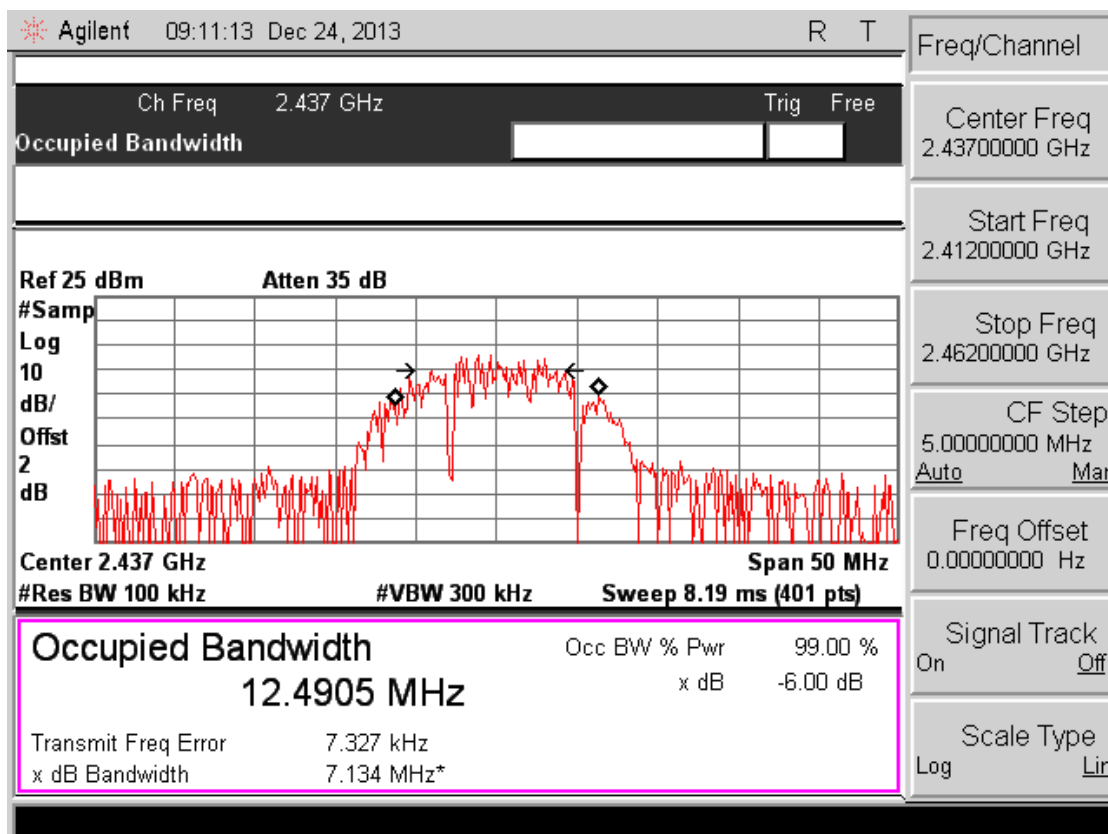 Agilent 09:11:13 Dec 24, 2013 R T
Freq/Channel
Ch Freq 2.437 GHz Trig Free
Occupied Bandwidth
Center Freq
2.43700000 GHz
Start Freq
2.41200000 GHz
Stop Freq
2.46200000 GHz
CF Step
5.00000000 MHz
Auto Man
Freq Offset
0.00000000 Hz
Signal Track
On Off
Scale Type
Log Lin
Ref 25 dBm Atten 35 dB
#Samp
Log
10
dB/
Offst
2
dB
Center 2.437 GHz Span 50 MHz
#Res BW 100 kHz #VBW 300 kHz Sweep 8.19 ms (401 pts)
Occupied Bandwidth
12.4905 MHz
Occ BW % Pwr 99.00 %
x dB -6.00 dB
Transmit Freq Error 7.327 kHz
x dB Bandwidth 7.134 MHz*